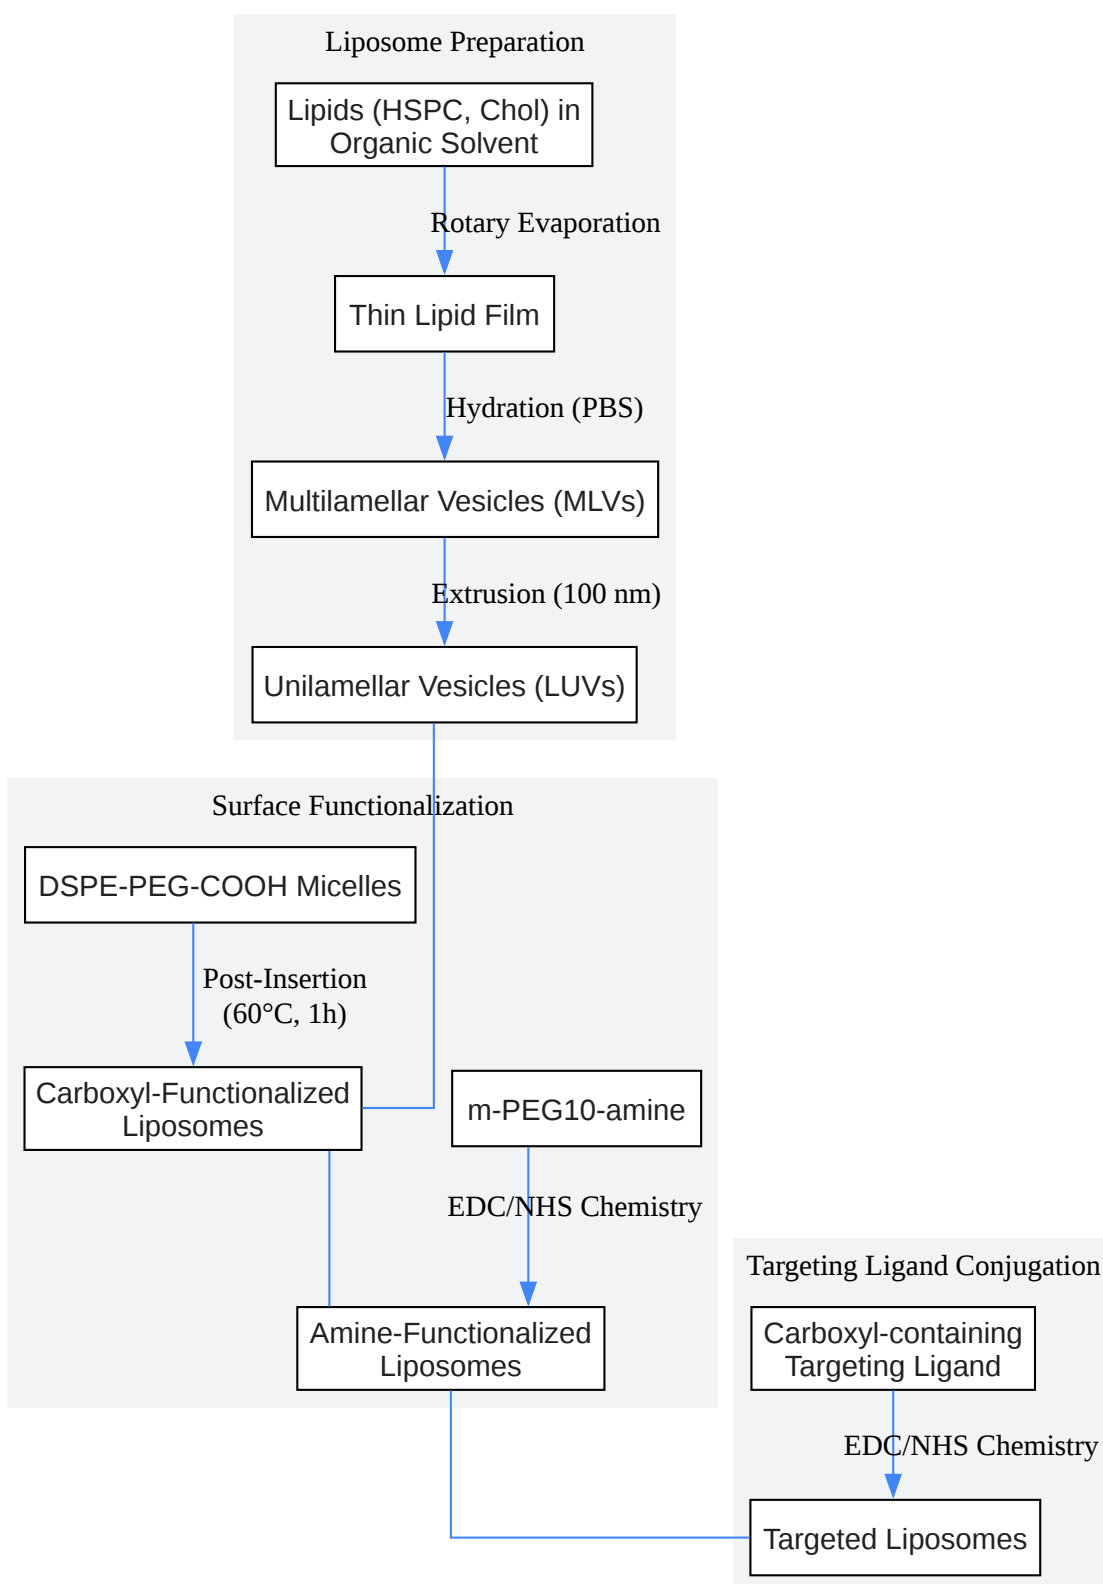 Liposome Preparation
Lipids (HSPC, Chol) in
Organic Solvent
Rotary Evaporation
Thin Lipid Film
Hydration (PBS)
Multilamellar Vesicles (MLVs)
Extrusion (100 nm)
Unilamellar Vesicles (LUVs)
Surface Functionalization
DSPE-PEG-COOH Micelles
Post-Insertion
(60°C, 1h)
Carboxyl-Functionalized
Liposomes
m-PEG10-amine
EDC/NHS Chemistry
Amine-Functionalized
Liposomes
Targeting Ligand Conjugation
Carboxyl-containing
Targeting Ligand
EDC/NHS Chemistry
Targeted Liposomes